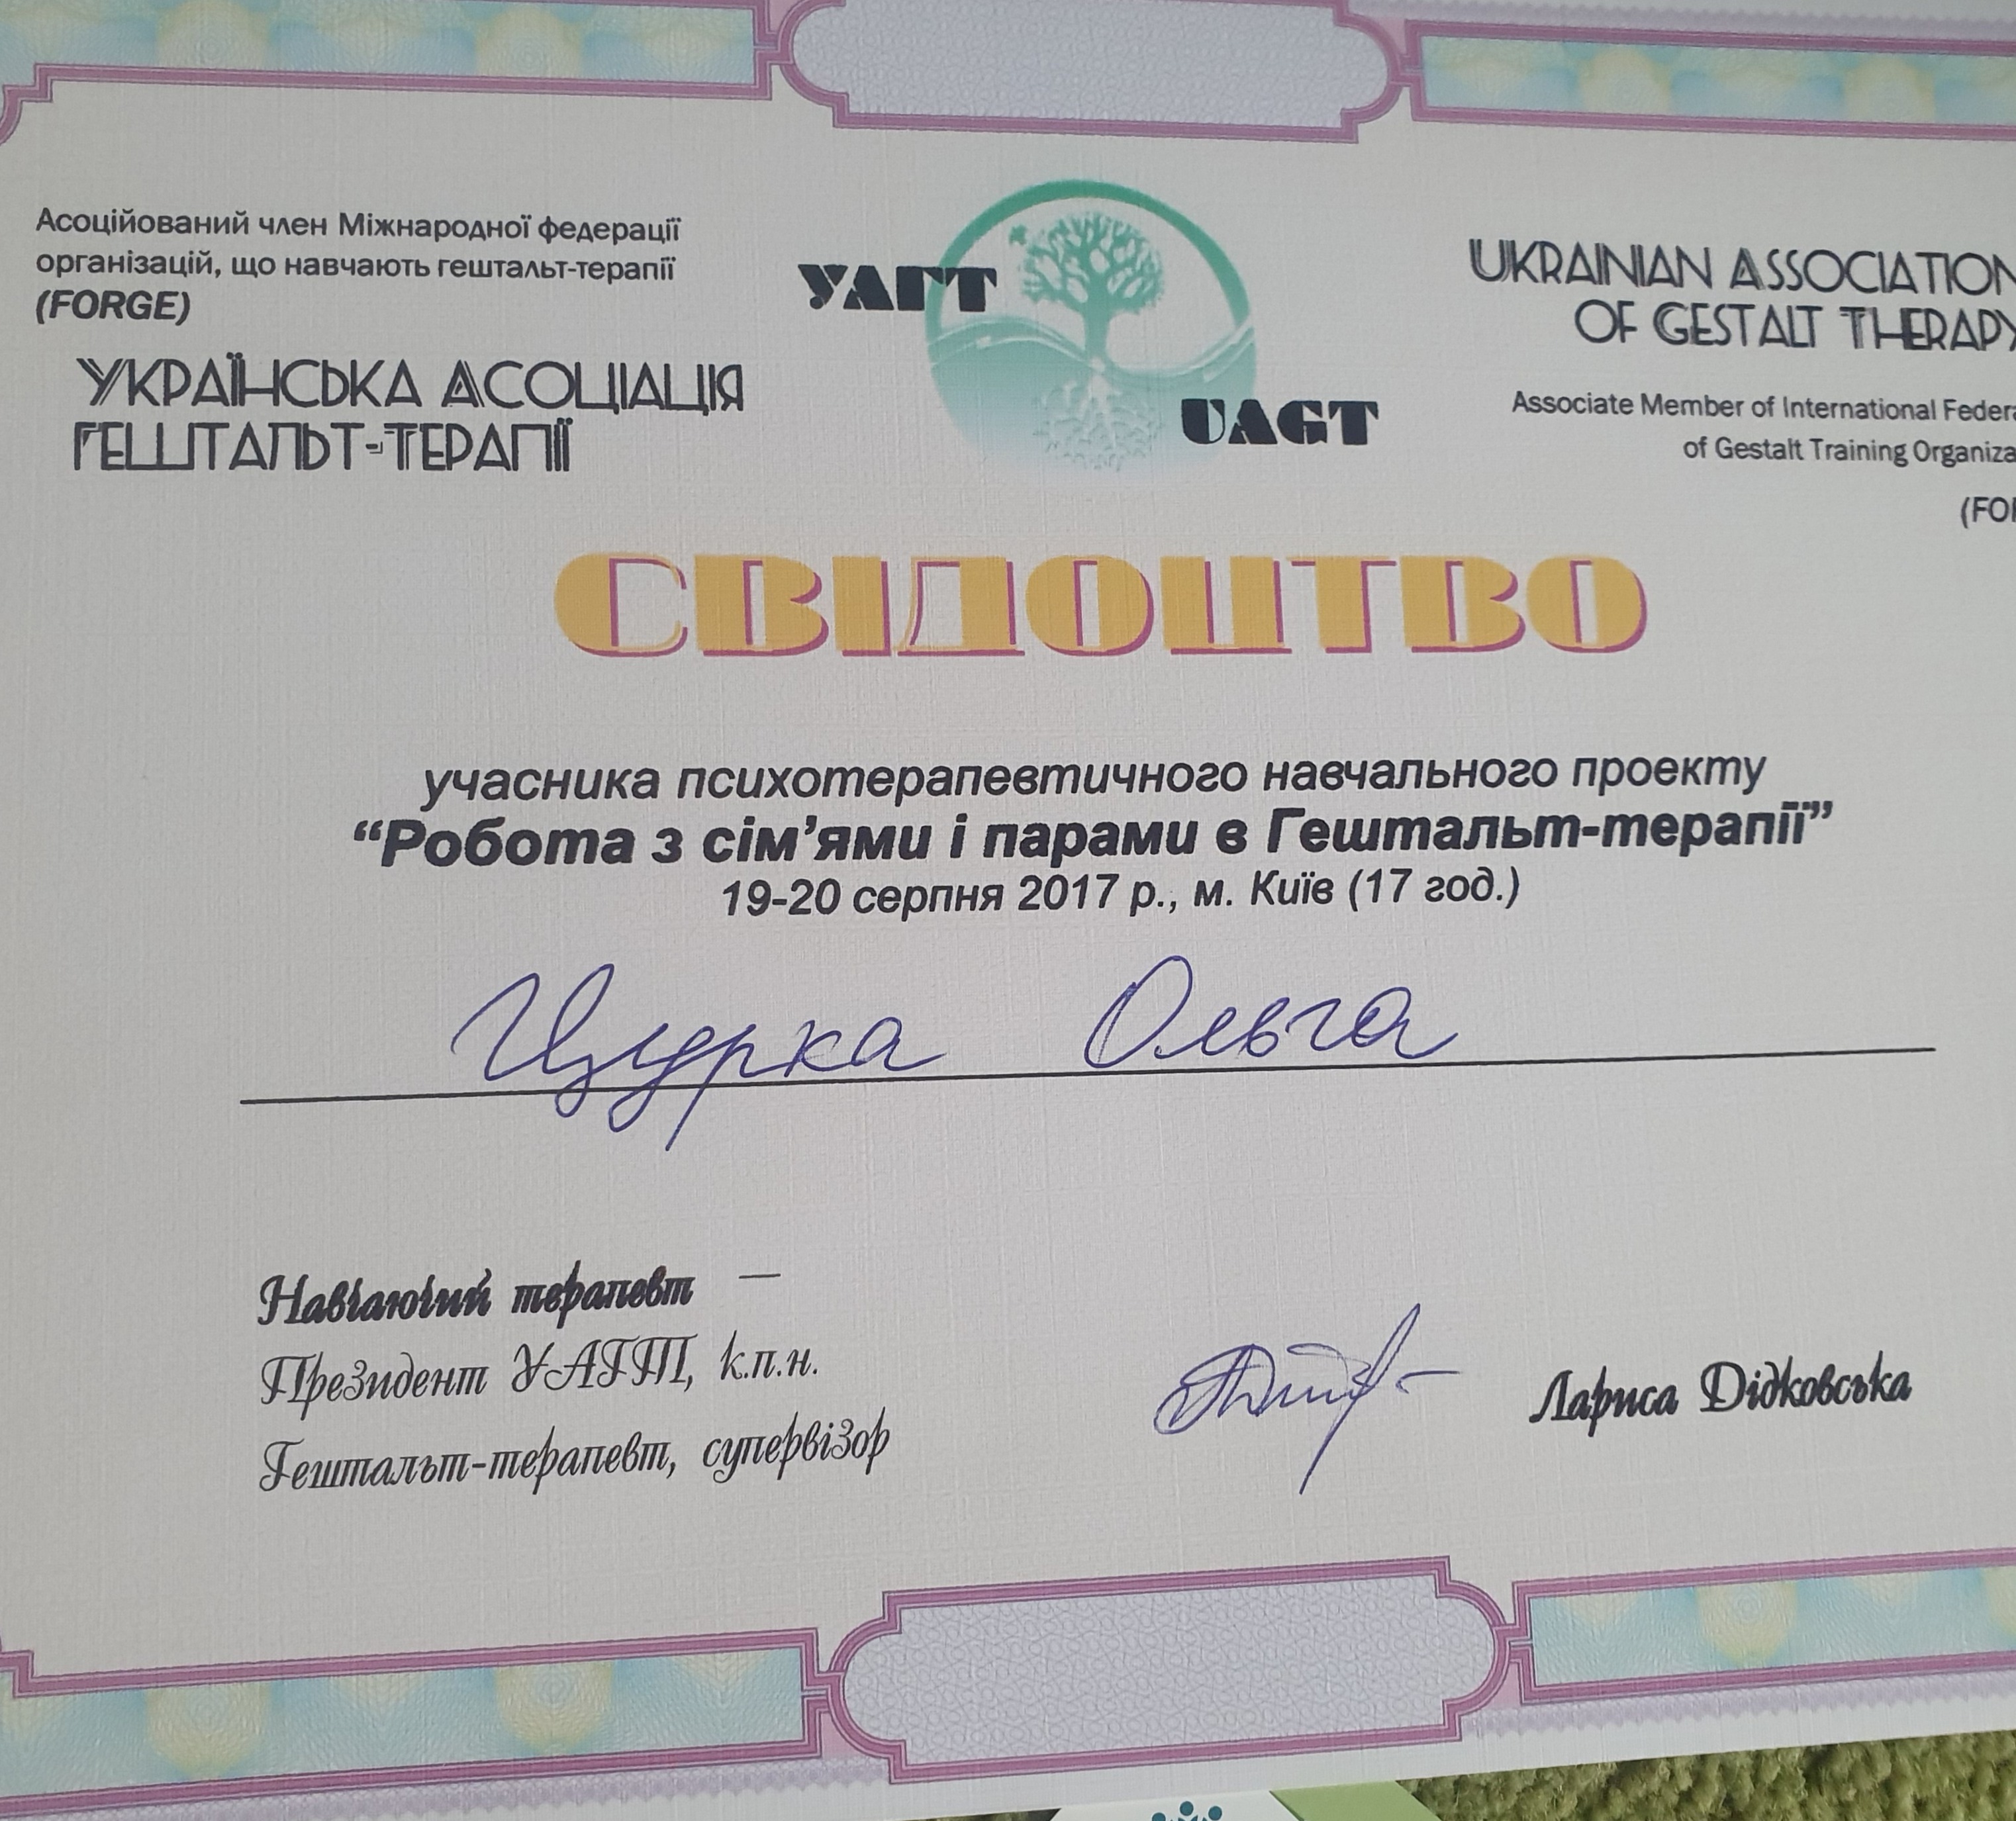 Асоційований член Міжнародної федерації
організацій, що навчають гештальт-терапії
(FORGE)
УКРАЇНСЬКА АСОЦІАЦІЯ
ГЕШТАЛЬТ-ТЕРАПІЇ
УАГТ
UAGT
UKRAINIAN ASSOCIATION
OF GESTALT THERAPY
Associate Member of International Federa
of Gestalt Training Organiza
(FOR
СВІДОЦТВО
учасника психотерапевтичного навчального проекту
“Робота з сім’ями і парами в Гештальт-терапії”
19-20 серпня 2017 р., м. Київ (17 год.)
Цурка Ольга
Навчаючий терапевт —
Президент УАГТ, к.п.н.
Гештальт-терапевт, супервізор
Лариса Дідковська